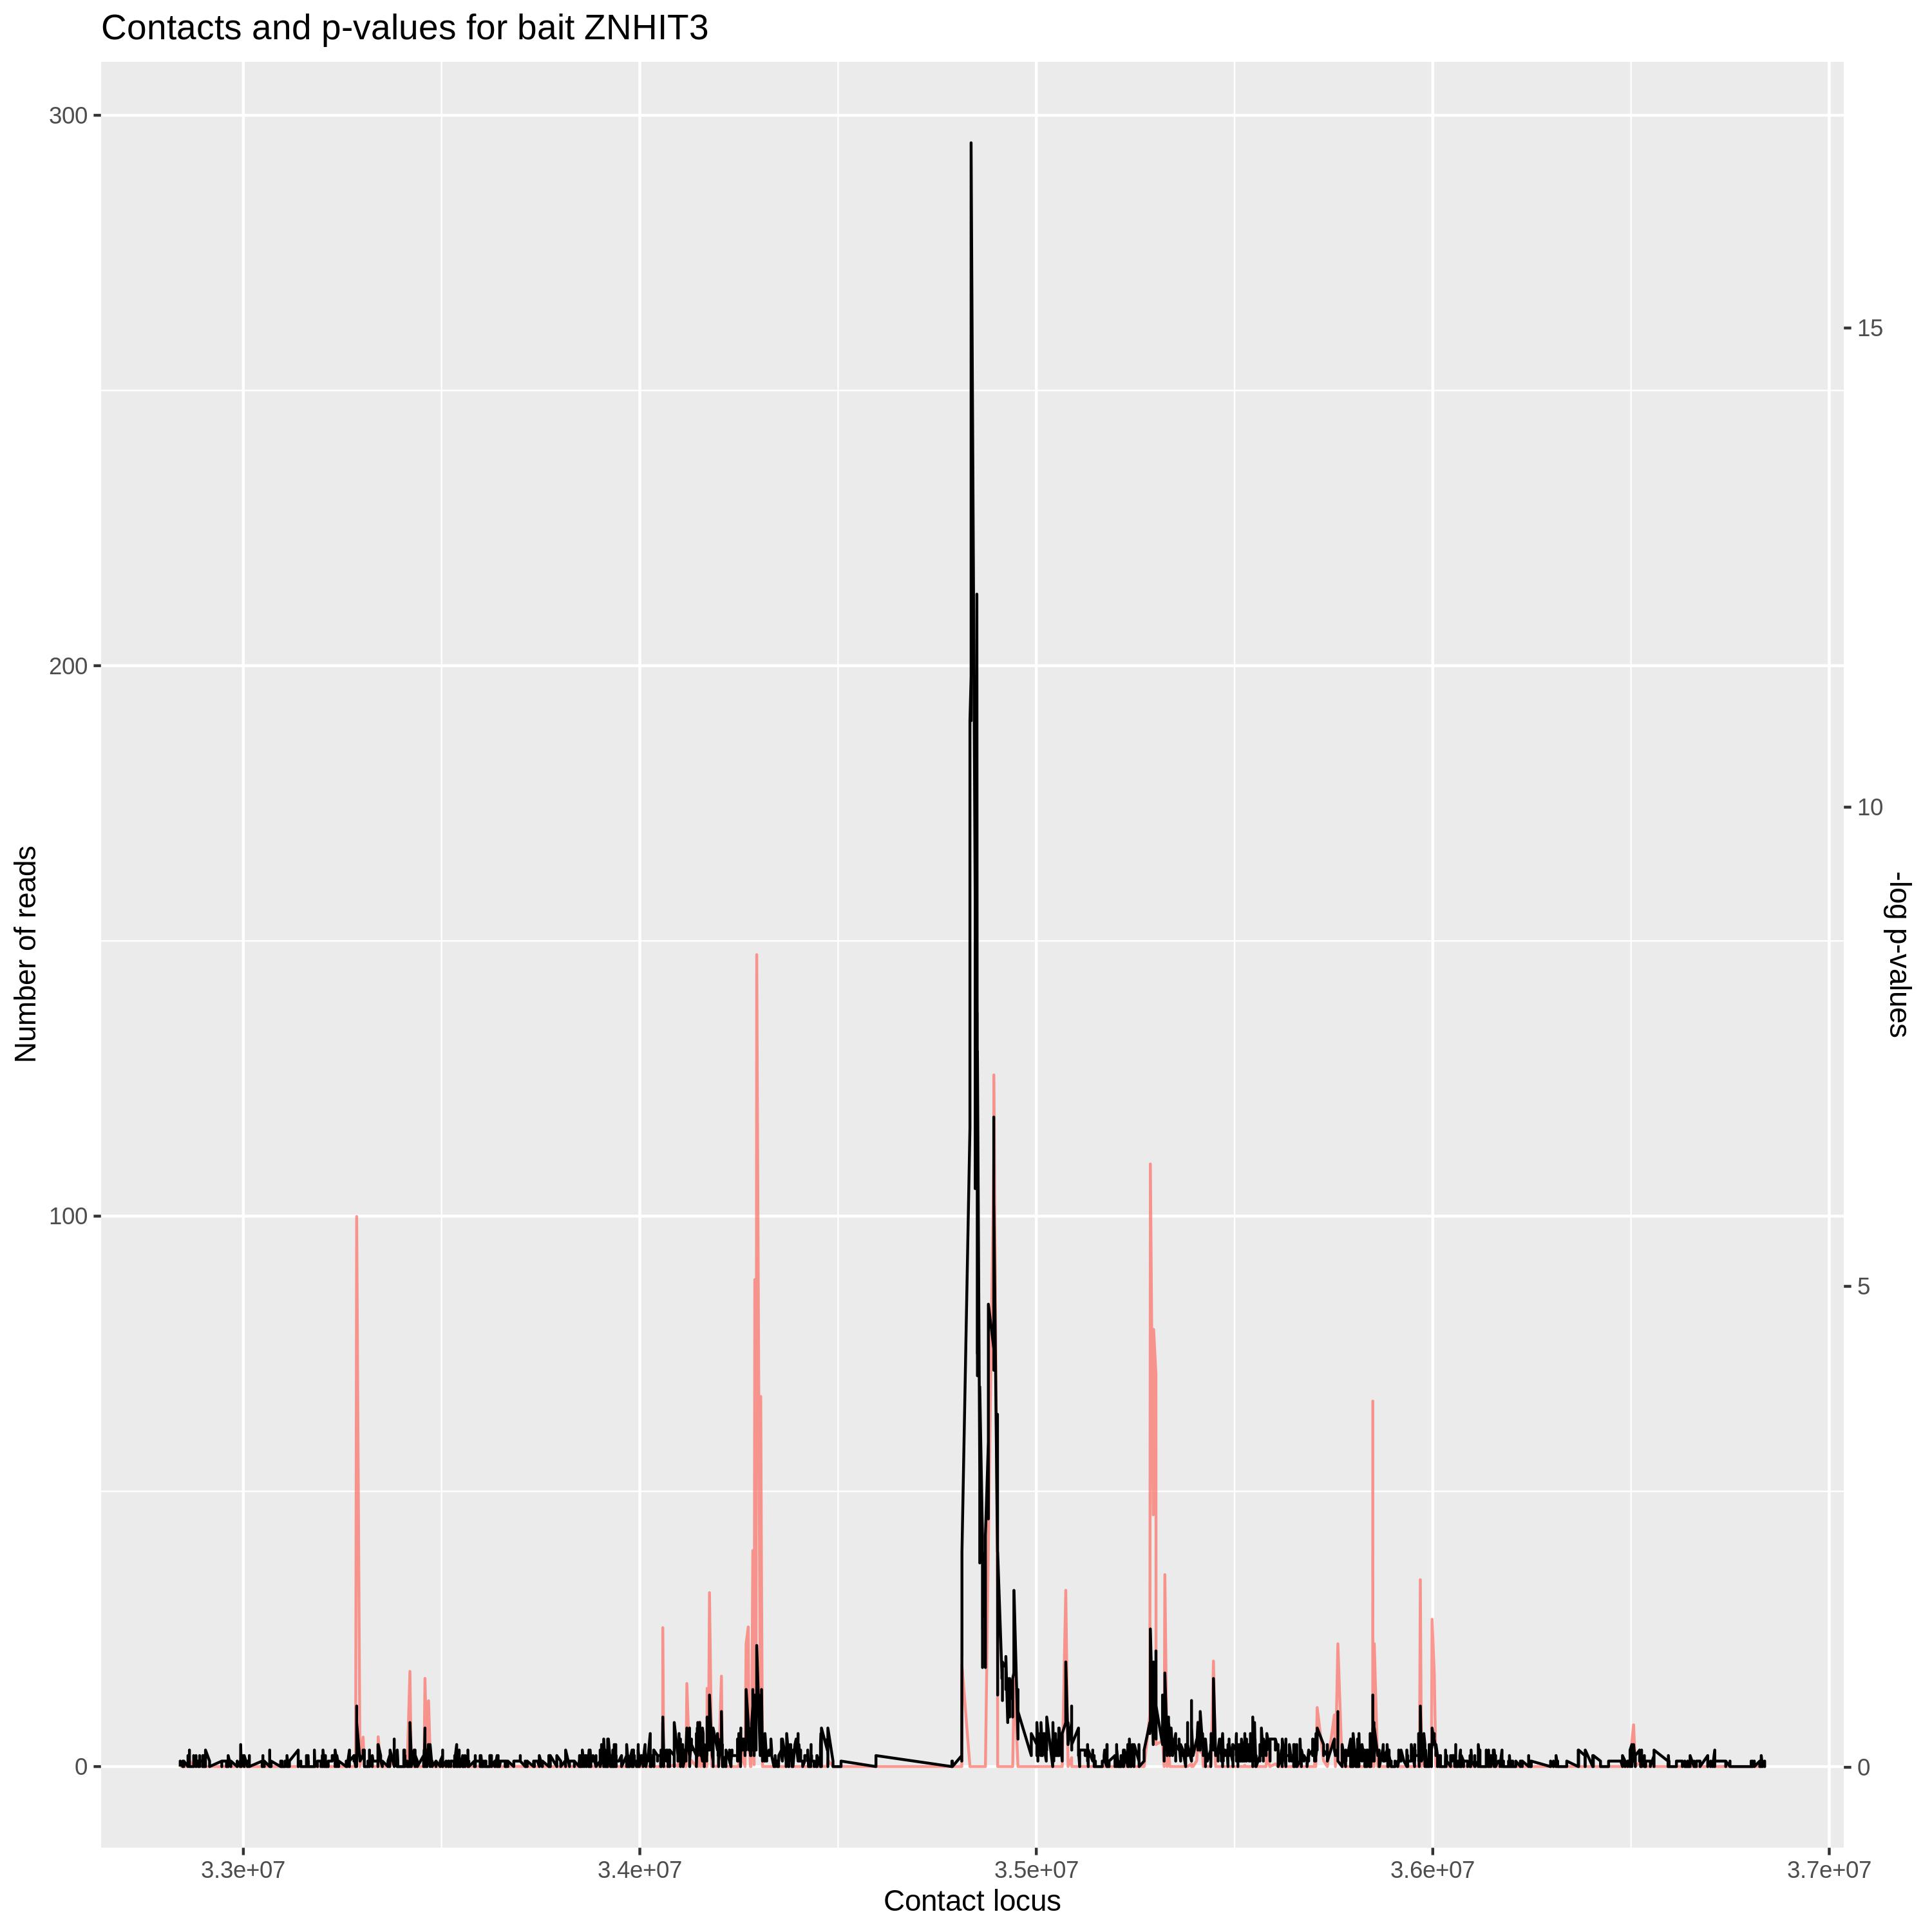 Contacts and p-values for bait ZNHIT3
300
200
100
0
15
10
5
0
Number of reads
-log p-values
3.3e+07
3.4e+07
3.5e+07
3.6e+07
3.7e+07
Contact locus